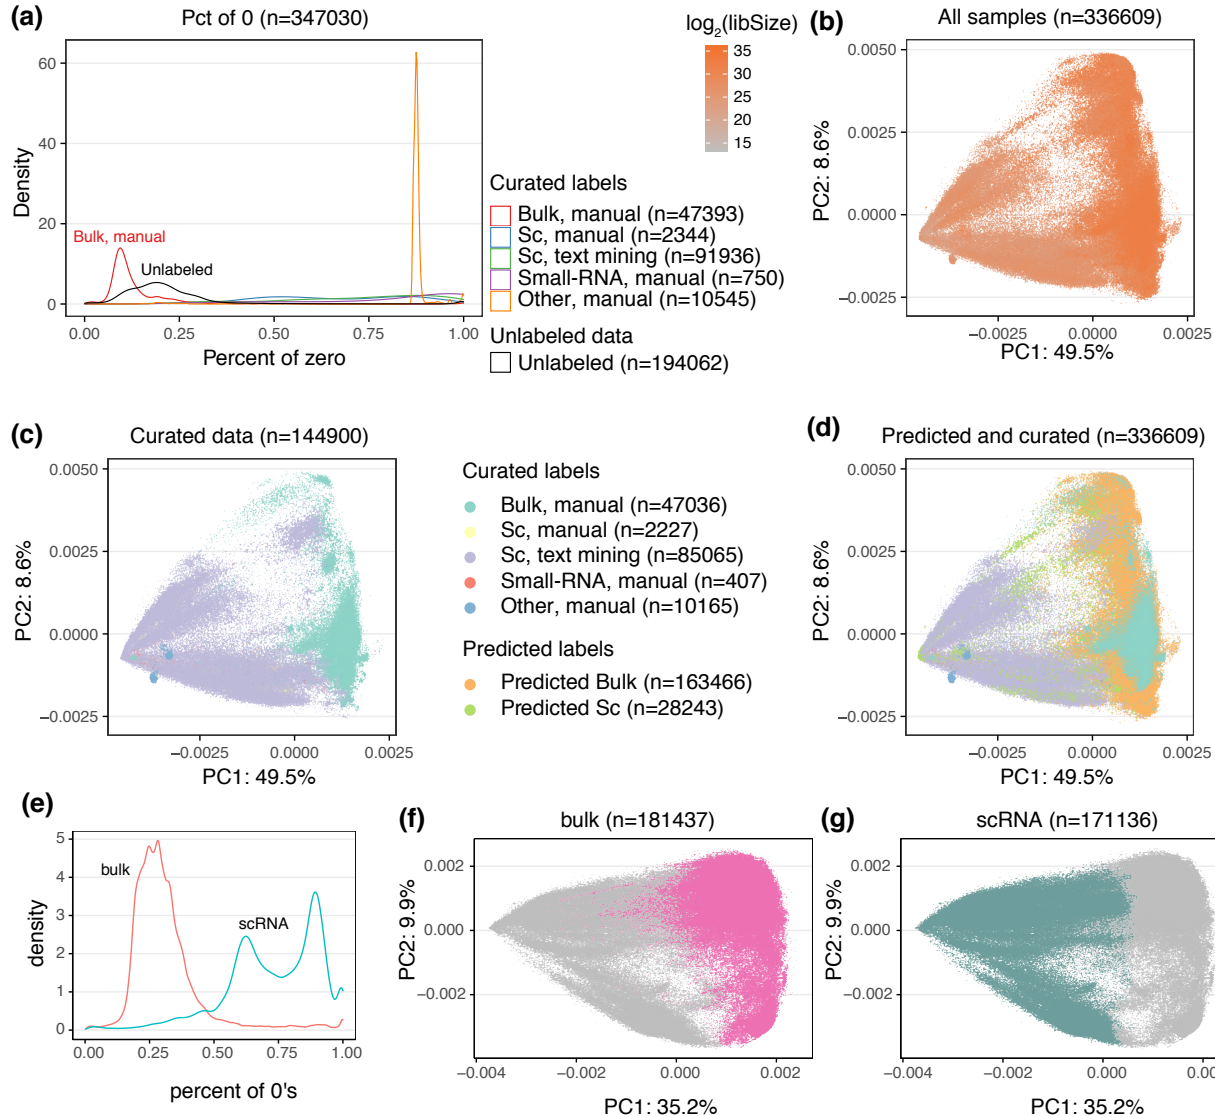 (a)
Pct of 0 (n=347030)
60
40
20
0
Density
Bulk, manual
Unlabeled
0.00 0.25 0.50 0.75 1.00
Percent of zero
log2(libSize)
35
30
25
20
15
Curated labels
Bulk, manual (n=47393)
Sc, manual (n=2344)
Sc, text mining (n=91936)
Small-RNA, manual (n=750)
Other, manual (n=10545)
Unlabeled data
Unlabeled (n=194062)
(b)
All samples (n=336609)
0.0050
0.0025
0.0000
−0.0025
PC2: 8.6%
−0.0025 0.0000 0.0025
PC1: 49.5%
(c)
Curated data (n=144900)
0.0050
0.0025
0.0000
−0.0025
PC2: 8.6%
−0.0025 0.0000 0.0025
PC1: 49.5%
Curated labels
Bulk, manual (n=47036)
Sc, manual (n=2227)
Sc, text mining (n=85065)
Small-RNA, manual (n=407)
Other, manual (n=10165)
Predicted labels
Predicted Bulk (n=163466)
Predicted Sc (n=28243)
(d)
Predicted and curated (n=336609)
0.0050
0.0025
0.0000
−0.0025
PC2: 8.6%
−0.0025 0.0000 0.0025
PC1: 49.5%
(e)
5
4
3
2
1
0
density
bulk
scRNA
0.00 0.25 0.50 0.75 1.00
percent of 0's
(f)
bulk (n=181437)
0.002
0.000
−0.002
PC2: 9.9%
−0.004 −0.002 0.000 0.002
PC1: 35.2%
(g)
scRNA (n=171136)
0.002
0.000
−0.002
PC2: 9.9%
−0.004 −0.002 0.000 0.002
PC1: 35.2%